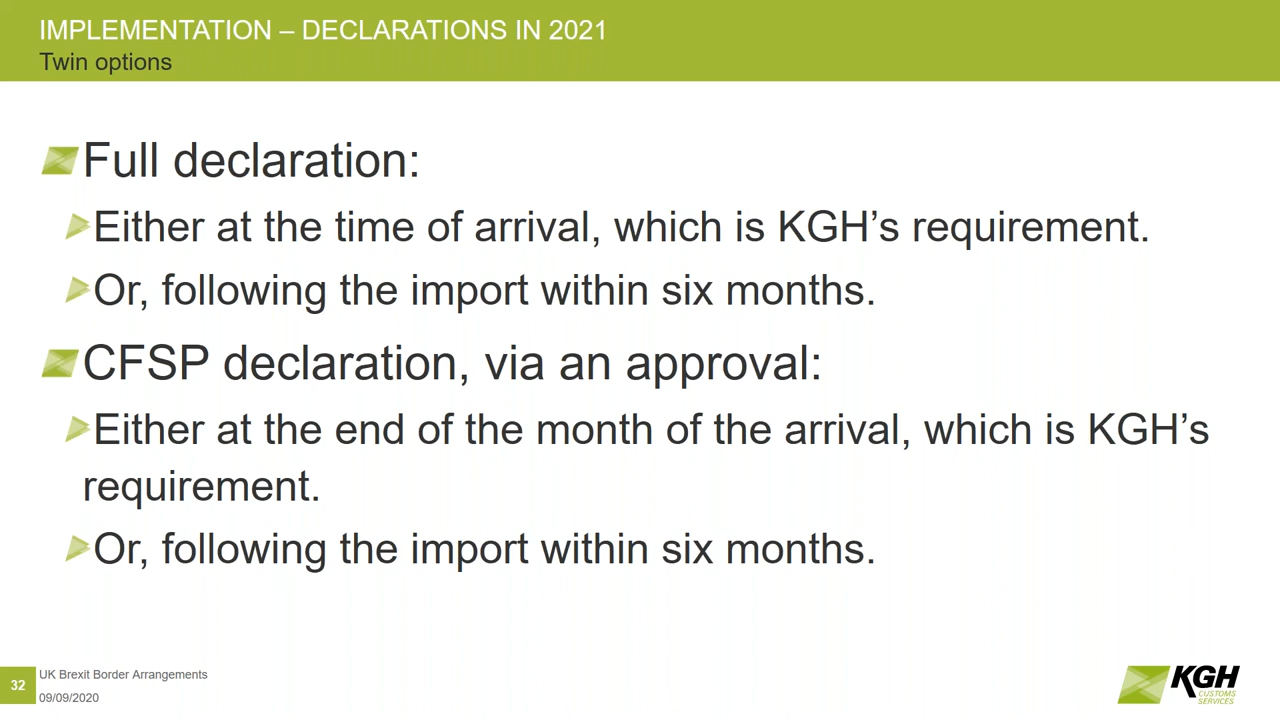 IMPLEMENTATION – DECLARATIONS IN 2021
Twin options
Full declaration:
Either at the time of arrival, which is KGH’s requirement.
Or, following the import within six months.
CFSP declaration, via an approval:
Either at the end of the month of the arrival, which is KGH’s
requirement.
Or, following the import within six months.
32
UK Brexit Border Arrangements
09/09/2020
KGH
CUSTOMS
SERVICES